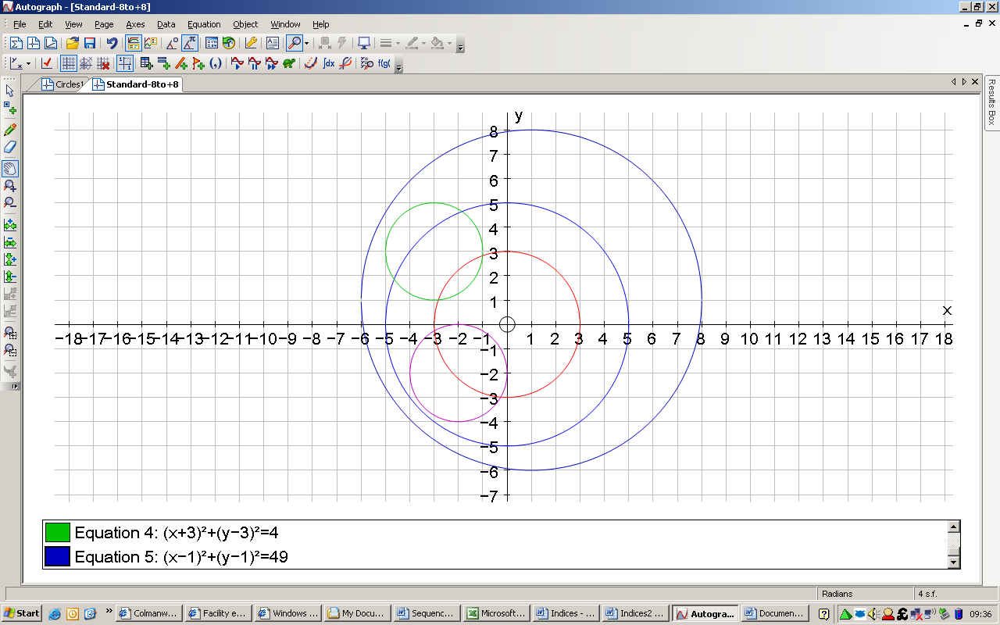 Autograph - [Standard-8to+8]
File Edit View Page Axes Data Equation Object Window Help
f(g(
Circles1 Standard-8to+8
Results Box
y
8
7
6
5
4
3
2
1
x
−18 −17 −16 −15 −14 −13 −12 −11 −10 −9 −8 −7 −6 −5 −4 −3 −2 −1 1 2 3 4 5 6 7 8 9 10 11 12 13 14 15 16 17 18
−1
−2
−3
−4
−5
−6
−7
Equation 4: (x+3)²+(y−3)²=4
Equation 5: (x−1)²+(y−1)²=49
Radians 4 s.f.
Start Colmanw... Facility e... Windows ... My Docu... Sequenc... Microsoft... Indices - ... Indices2 ... Autogra... Documen... 09:36